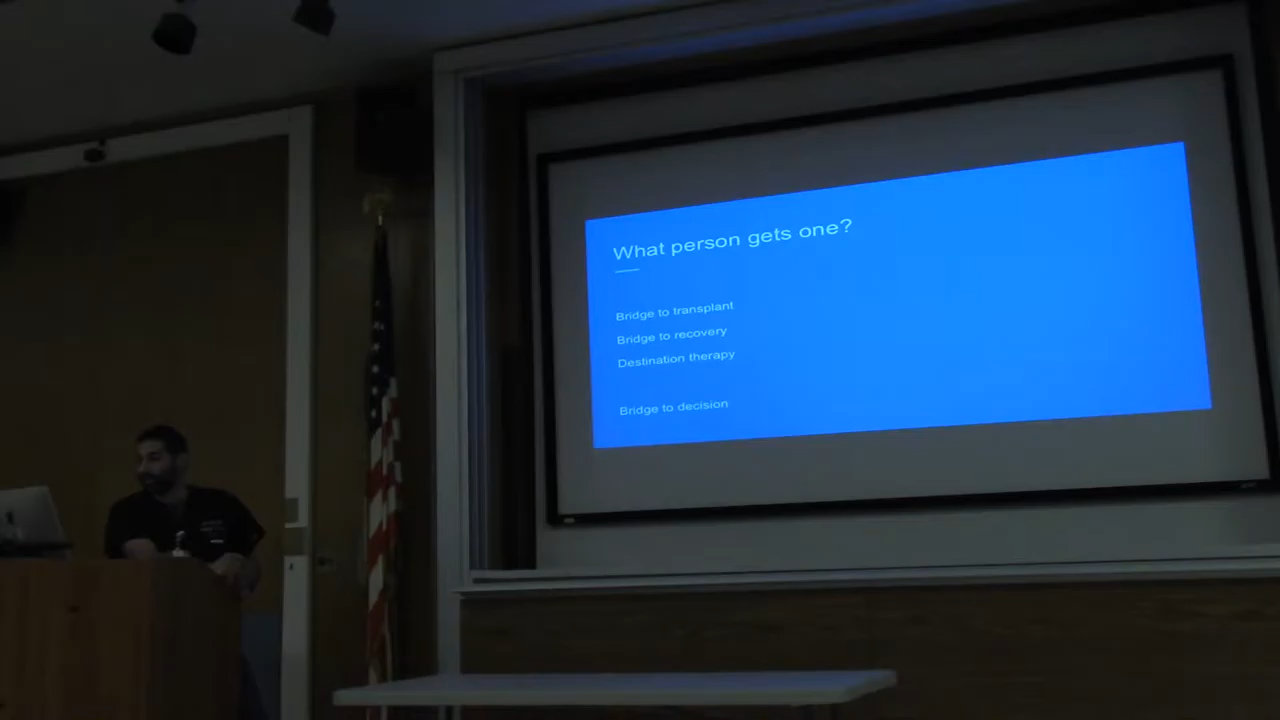 What person gets one?
Bridge to transplant
Bridge to recovery
Destination therapy
Bridge to decision